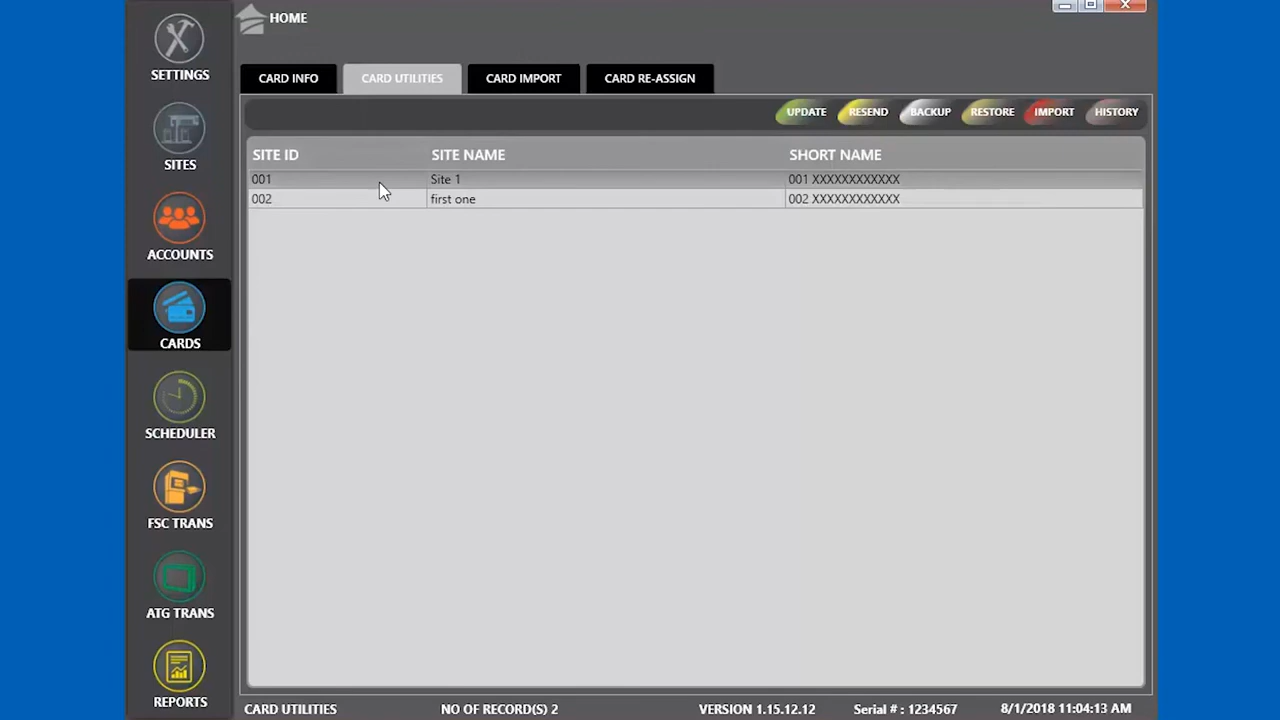 HOME
SETTINGS
SITES
ACCOUNTS
CARDS
SCHEDULER
FSC TRANS
ATG TRANS
REPORTS
CARD INFO CARD UTILITIES CARD IMPORT CARD RE-ASSIGN
UPDATE RESEND BACKUP RESTORE IMPORT HISTORY
SITE ID SITE NAME SHORT NAME
001 Site 1 001 XXXXXXXXXXXX
002 first one 002 XXXXXXXXXXXX
CARD UTILITIES NO OF RECORD(S) 2 VERSION 1.15.12.12 Serial # : 1234567 8/1/2018 11:04:13 AM